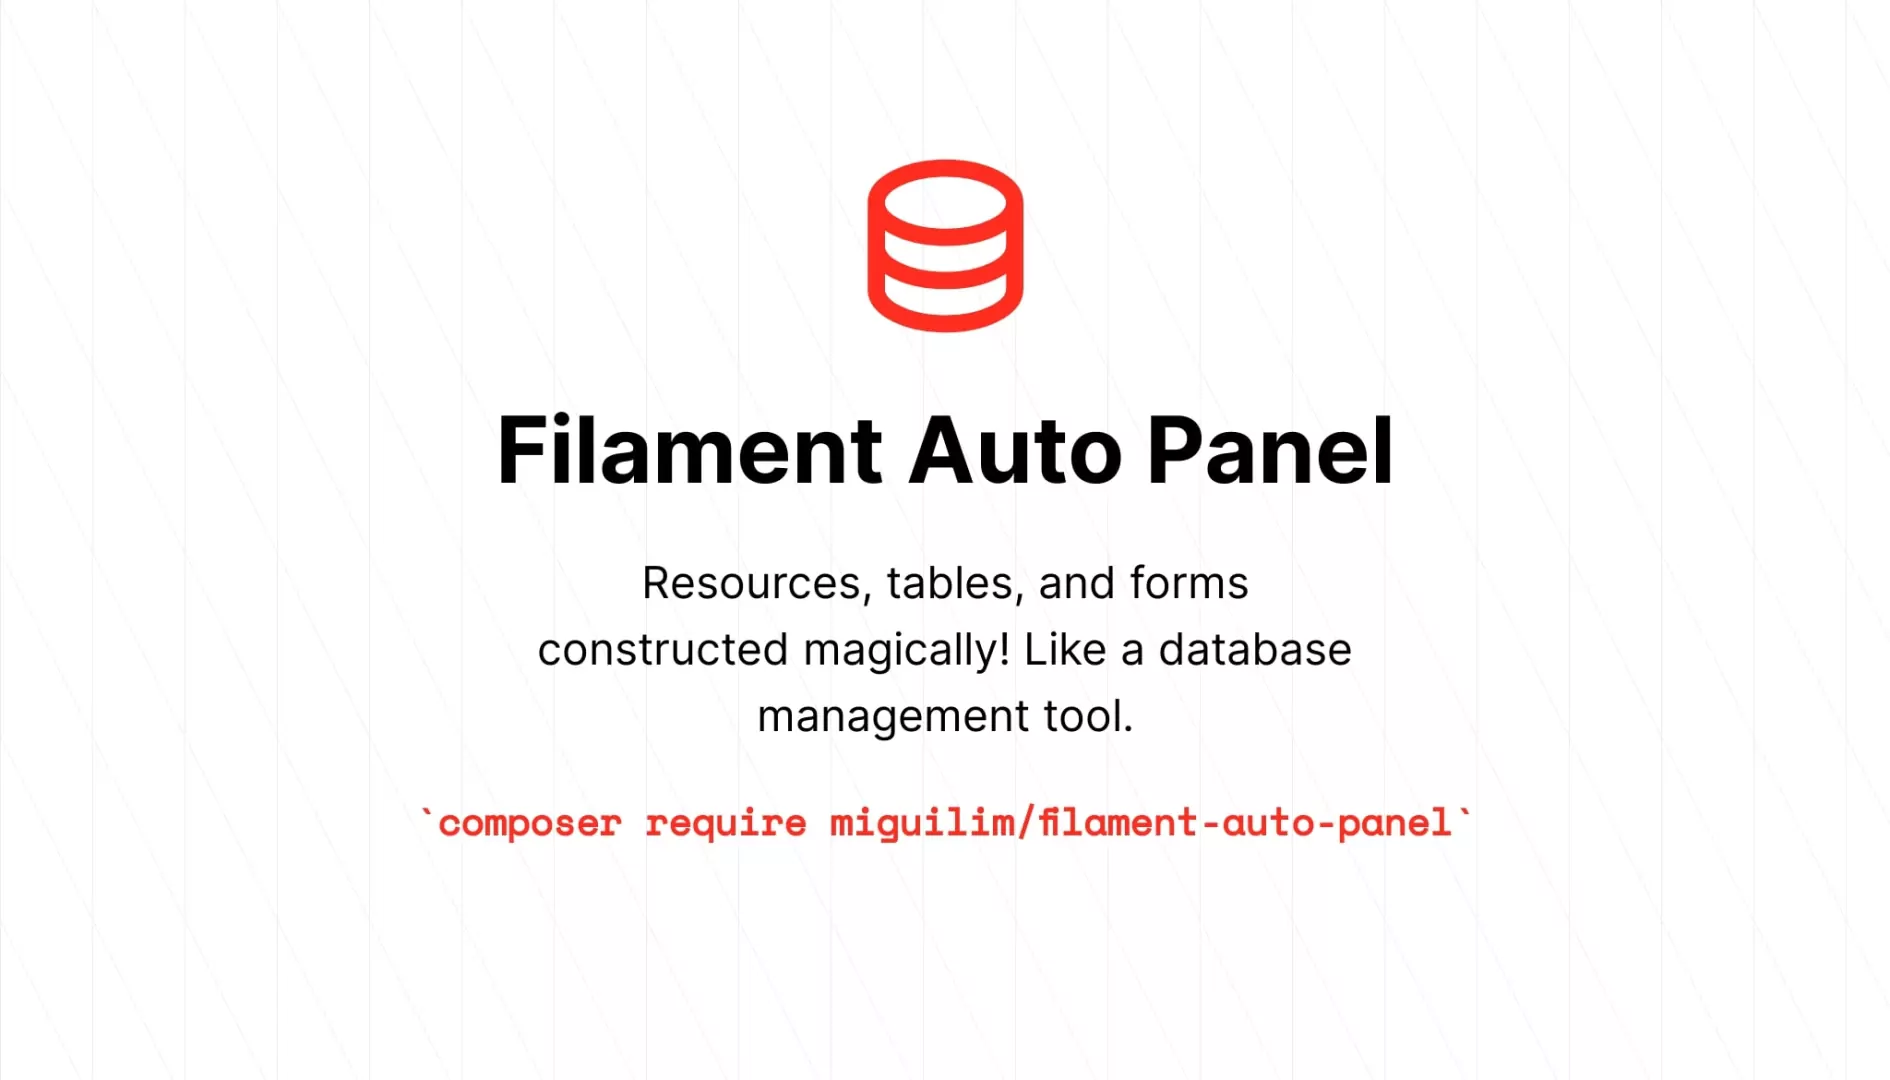 Filament Auto Panel
Resources, tables, and forms
constructed magically! Like a database
management tool.
`composer require miguilim/filament-auto-panel`